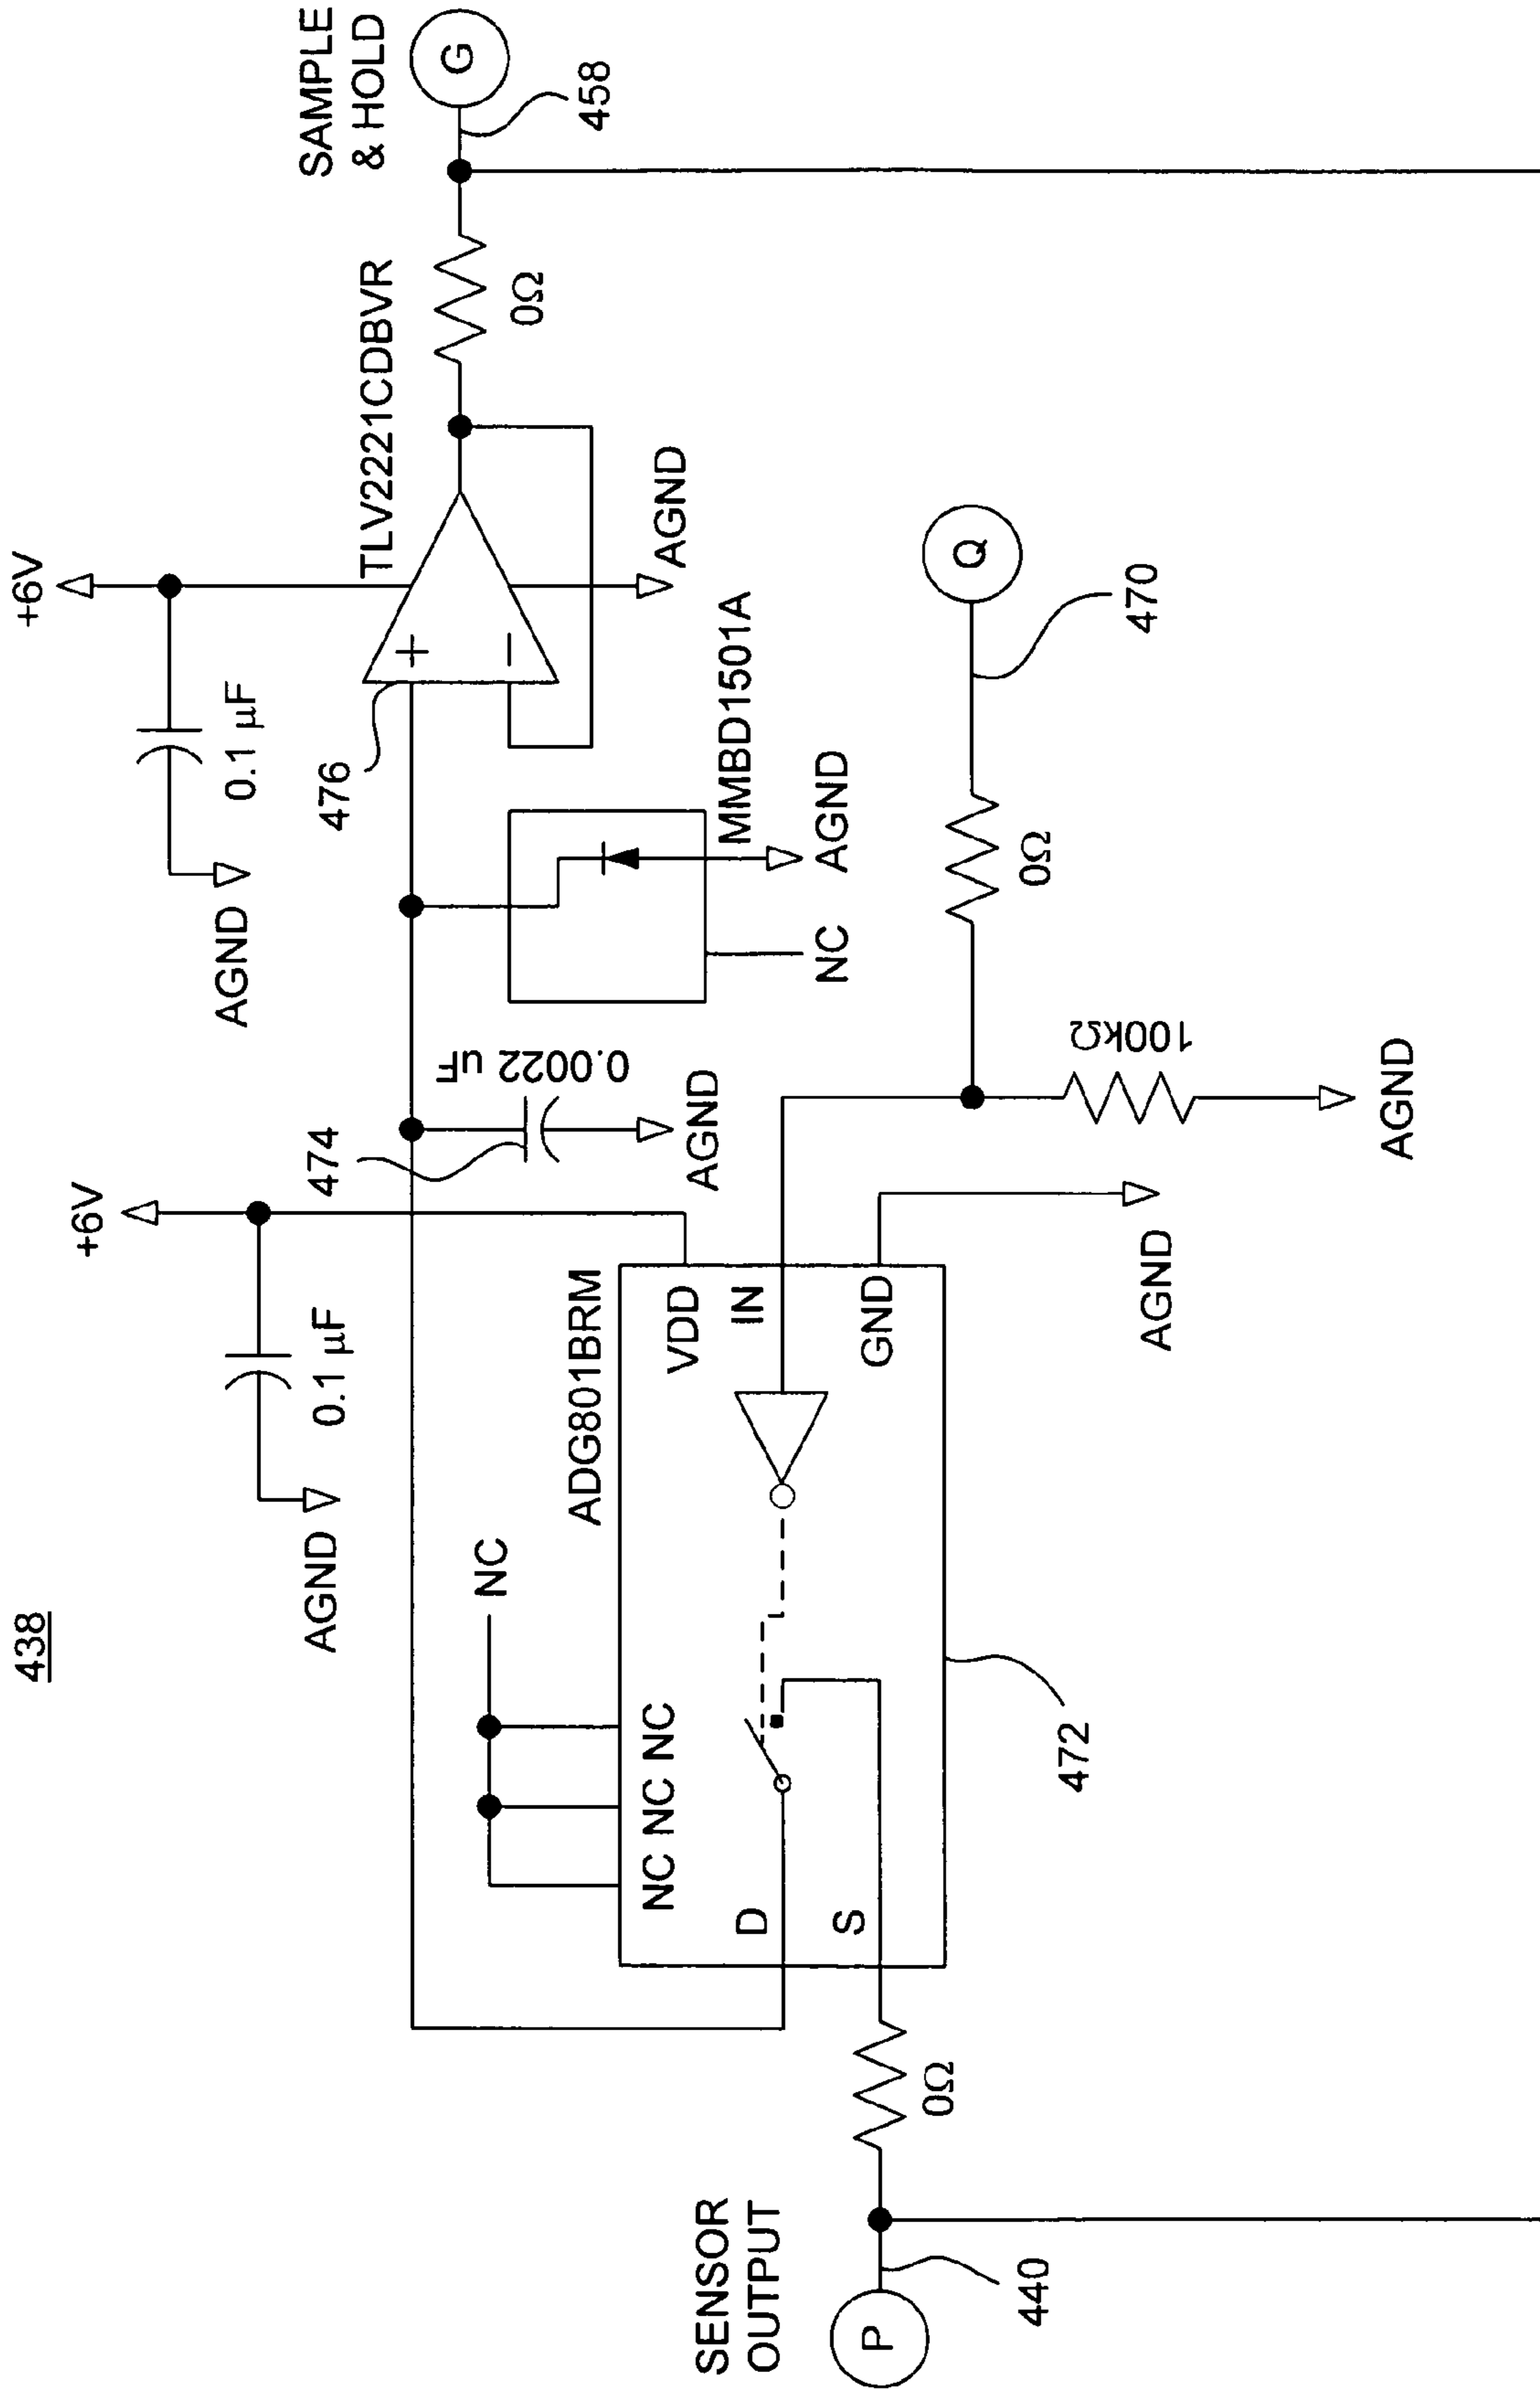 438
+6V
AGND
0.1 µF
+6V
AGND
0.1 µF
SAMPLE
& HOLD
G
458
TLV2221CDBVR
0Ω
476
+
−
AGND
474
0.0022 uF
AGND
MMBD1501A
NC
AGND
NC
ADG801BRM
NC NC NC
VDD
IN
GND
D
S
472
AGND
Q
470
0Ω
100kΩ
AGND
SENSOR
OUTPUT
P
440
0Ω